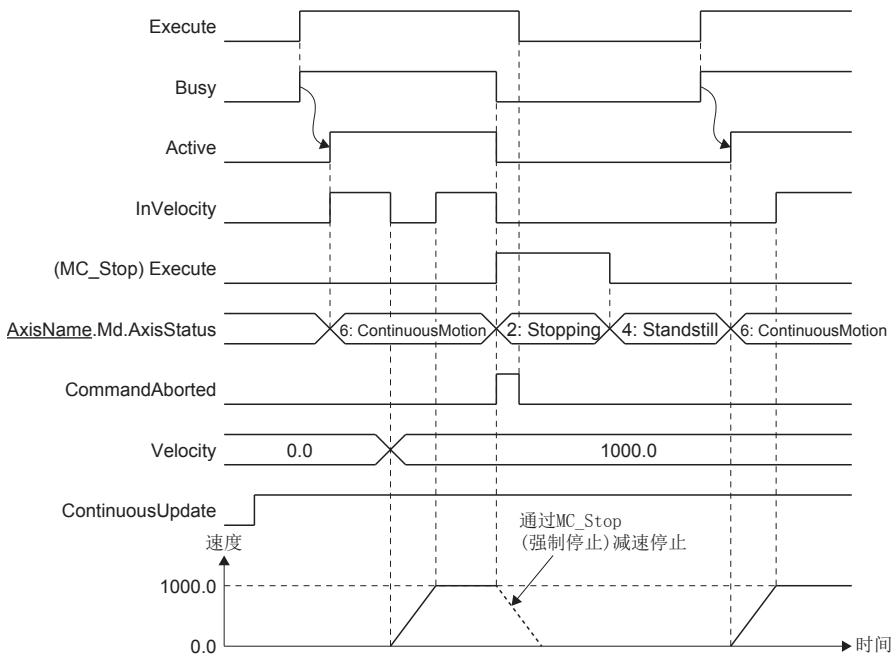 Execute
Busy
Active
InVelocity
(MC_Stop) Execute
AxisName.Md.AxisStatus
6: ContinuousMotion
2: Stopping
4: Standstill
6: ContinuousMotion
CommandAborted
Velocity
0.0
1000.0
ContinuousUpdate
速度
通过MC_Stop
(强制停止)减速停止
1000.0
0.0
时间